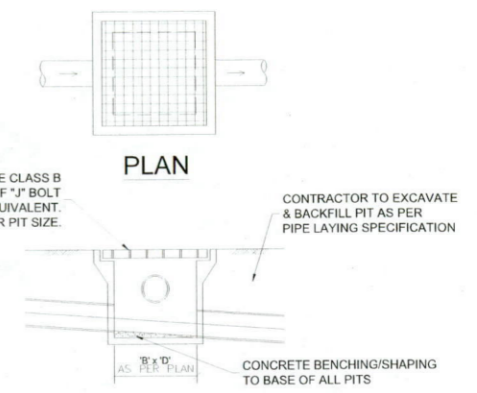 PLAN
E CLASS B
F "J" BOLT
UIVALENT.
R PIT SIZE.
CONTRACTOR TO EXCAVATE
& BACKFILL PIT AS PER
PIPE LAYING SPECIFICATION
'B' x 'D'
AS PER PLAN
CONCRETE BENCHING/SHAPING
TO BASE OF ALL PITS